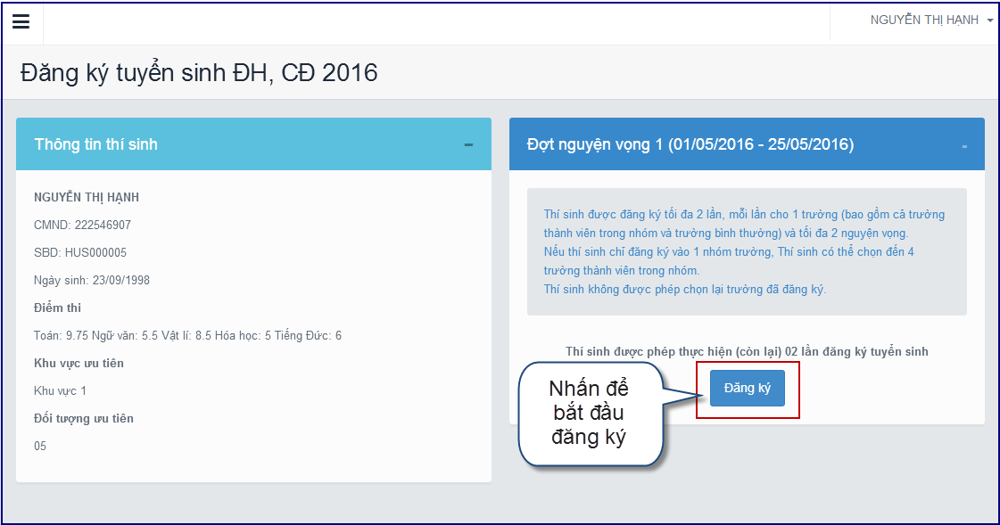 NGUYỄN THỊ HẠNH
Đăng ký tuyển sinh ĐH, CĐ 2016
Thông tin thí sinh
NGUYỄN THỊ HẠNH
CMND: 222546907
SBD: HUS000005
Ngày sinh: 23/09/1998
Điểm thi
Toán: 9.75 Ngữ văn: 5.5 Vật lí: 8.5 Hóa học: 5 Tiếng Đức: 6
Khu vực ưu tiên
Khu vực 1
Đối tượng ưu tiên
05
Đợt nguyện vọng 1 (01/05/2016 - 25/05/2016)
Thí sinh được đăng ký tối đa 2 lần, mỗi lần cho 1 trường (bao gồm cả trường
thành viên trong nhóm và trường bình thường) và tối đa 2 nguyện vọng.
Nếu thí sinh chỉ đăng ký vào 1 nhóm trường, Thí sinh có thể chọn đến 4
trường thành viên trong nhóm.
Thí sinh không được phép chọn lại trường đã đăng ký.
Thí sinh được phép thực hiện (còn lại) 02 lần đăng ký tuyển sinh
Đăng ký
Nhấn để
bắt đầu
đăng ký